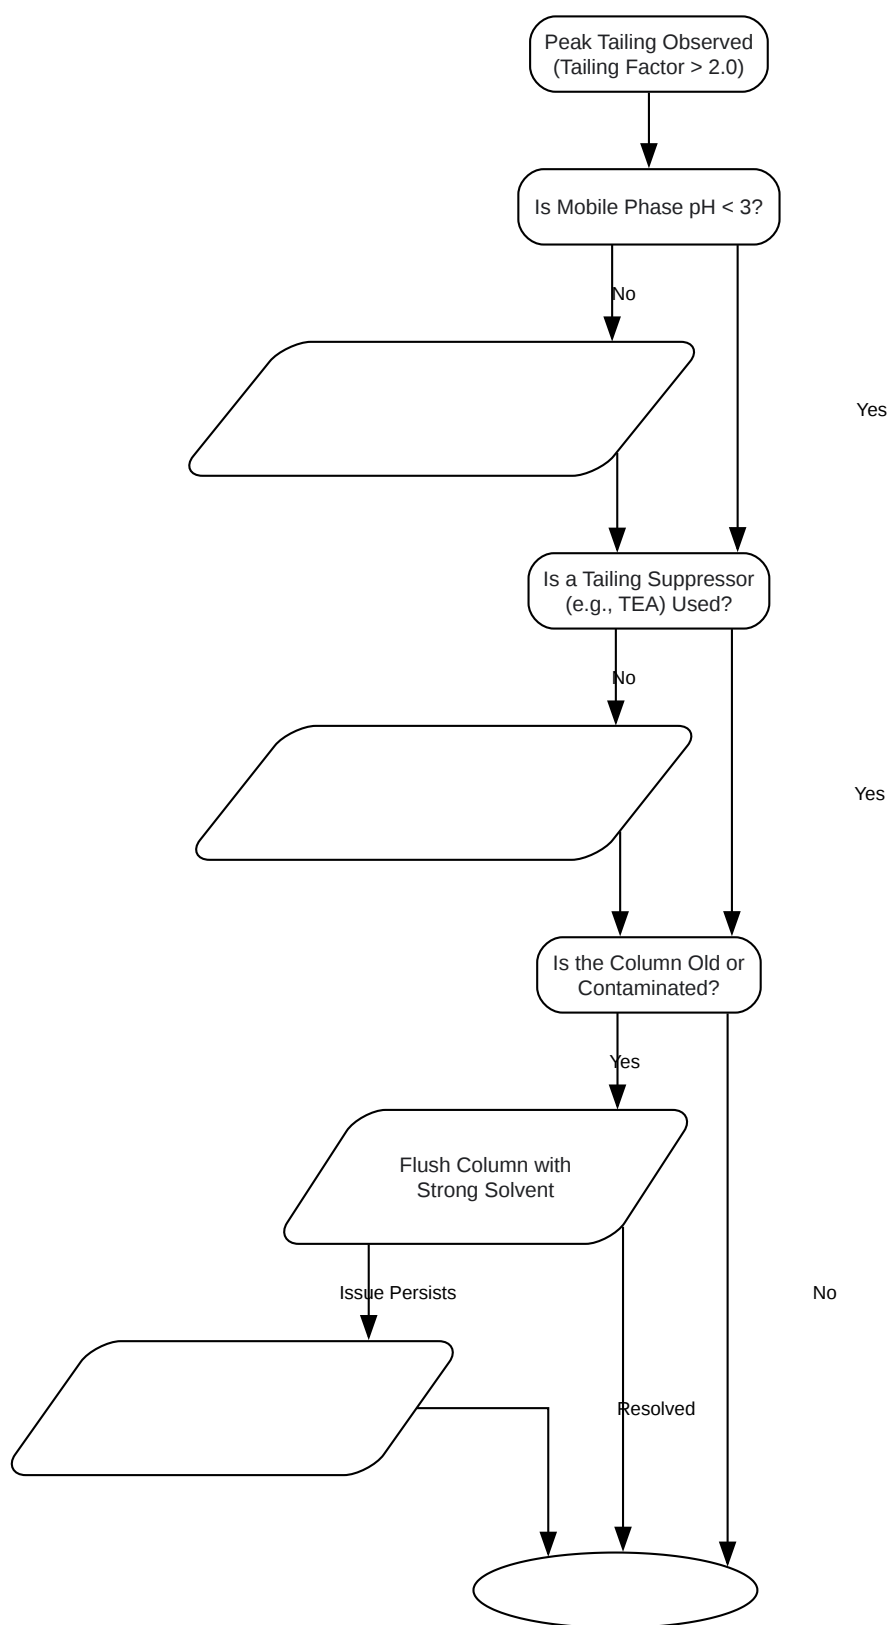 Peak Tailing Observed
(Tailing Factor > 2.0)
Is Mobile Phase pH < 3?
No
Yes
Is a Tailing Suppressor
(e.g., TEA) Used?
No
Yes
Is the Column Old or
Contaminated?
Yes
Flush Column with
Strong Solvent
Issue Persists
No
Resolved